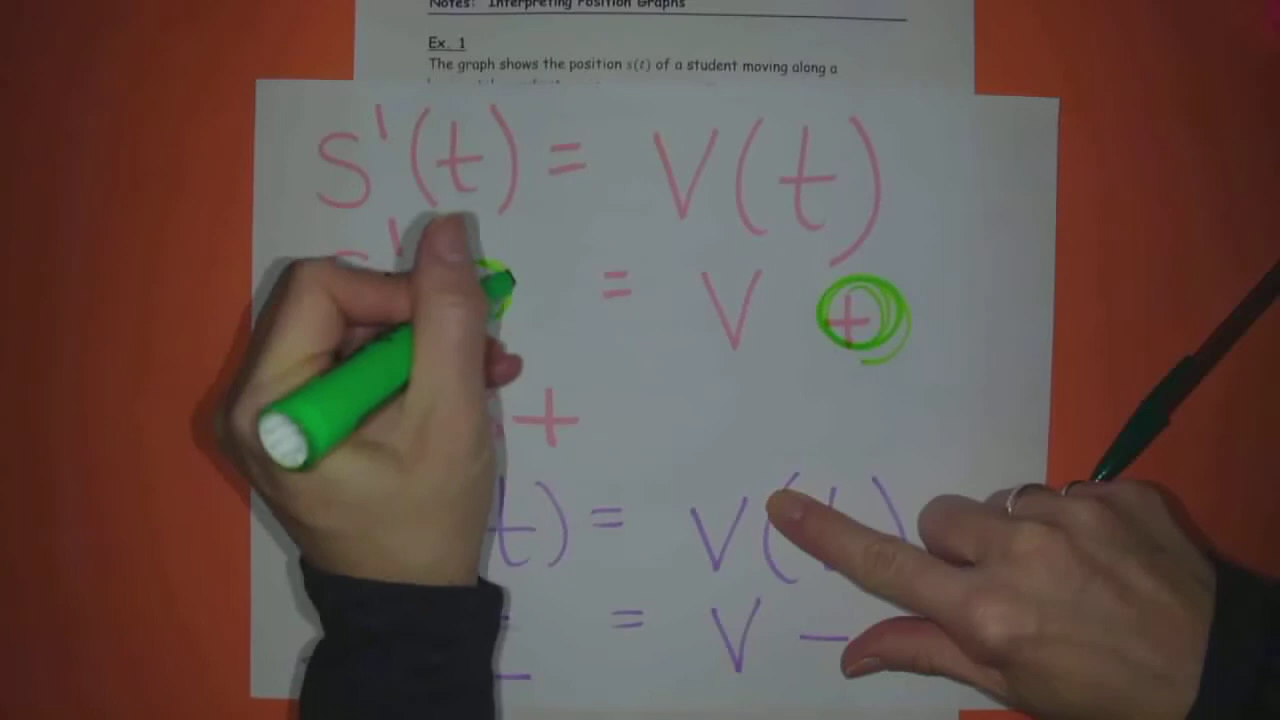 Notes: Interpreting Position Graphs
Ex. 1
The graph shows the position s(t) of a student moving along a
s'(t) = v(t)
= v +
+
t) = v(t)
= v -
-